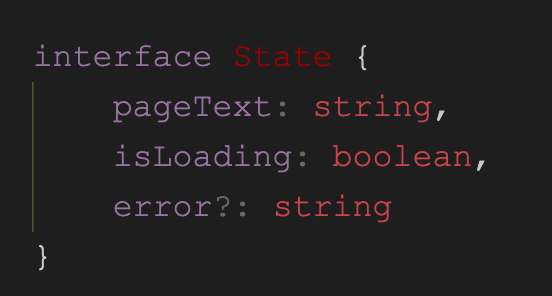 interface State {
    pageText: string,
    isLoading: boolean,
    error?: string
}